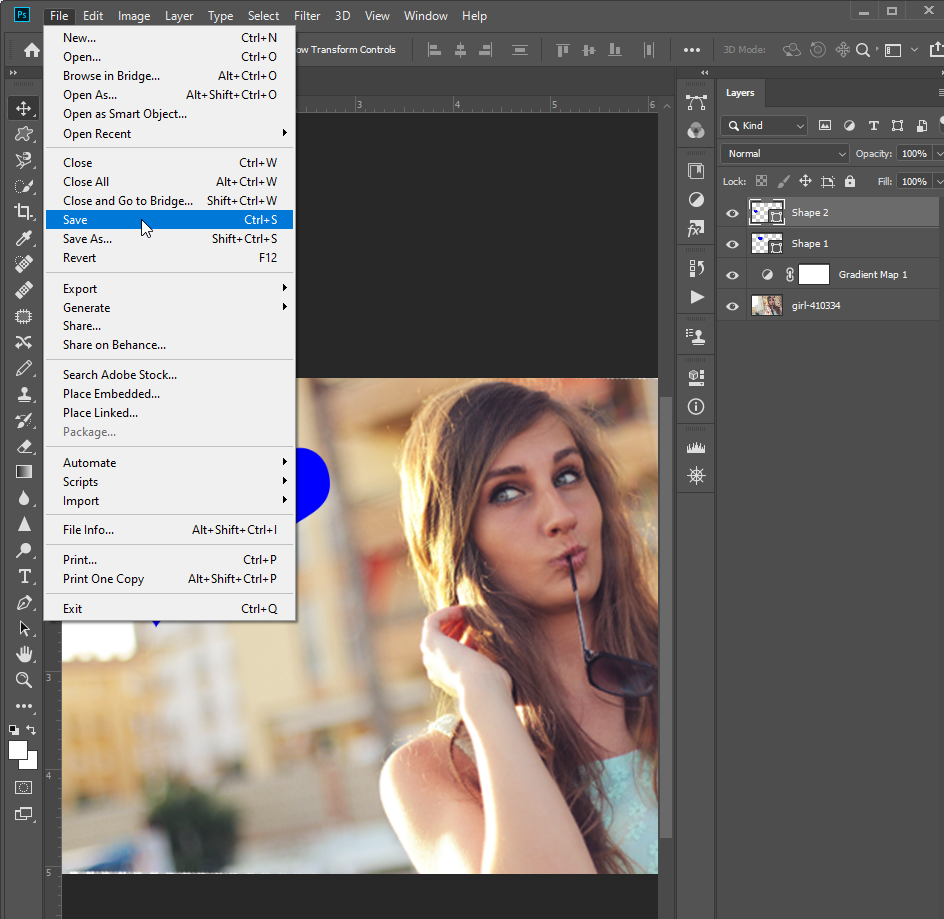 Ps File Edit Image Layer Type Select Filter 3D View Window Help
New... Ctrl+N
Open... Ctrl+O
Browse in Bridge... Alt+Ctrl+O
Open As... Alt+Shift+Ctrl+O
Open as Smart Object...
Open Recent
Close Ctrl+W
Close All Alt+Ctrl+W
Close and Go to Bridge... Shift+Ctrl+W
Save Ctrl+S
Save As... Shift+Ctrl+S
Revert F12
Export
Generate
Share...
Share on Behance...
Search Adobe Stock...
Place Embedded...
Place Linked...
Package...
Automate
Scripts
Import
File Info... Alt+Shift+Ctrl+I
Print... Ctrl+P
Print One Copy Alt+Shift+Ctrl+P
Exit Ctrl+Q
ow Transform Controls
3D Mode:
3 4 5 6
3
4
5
Layers
Kind
Normal Opacity: 100%
Lock: Fill: 100%
Shape 2
Shape 1
Gradient Map 1
girl-410334